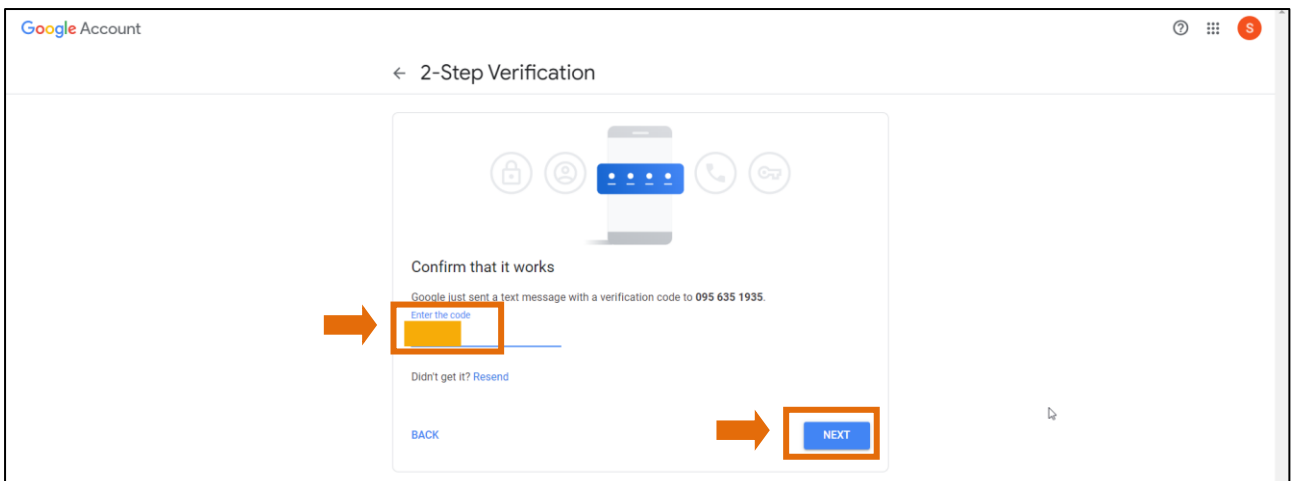 Google Account
S
2-Step Verification
Confirm that it works
Google just sent a text message with a verification code to 095 635 1935.
Enter the code
Didn't get it? Resend
BACK
NEXT